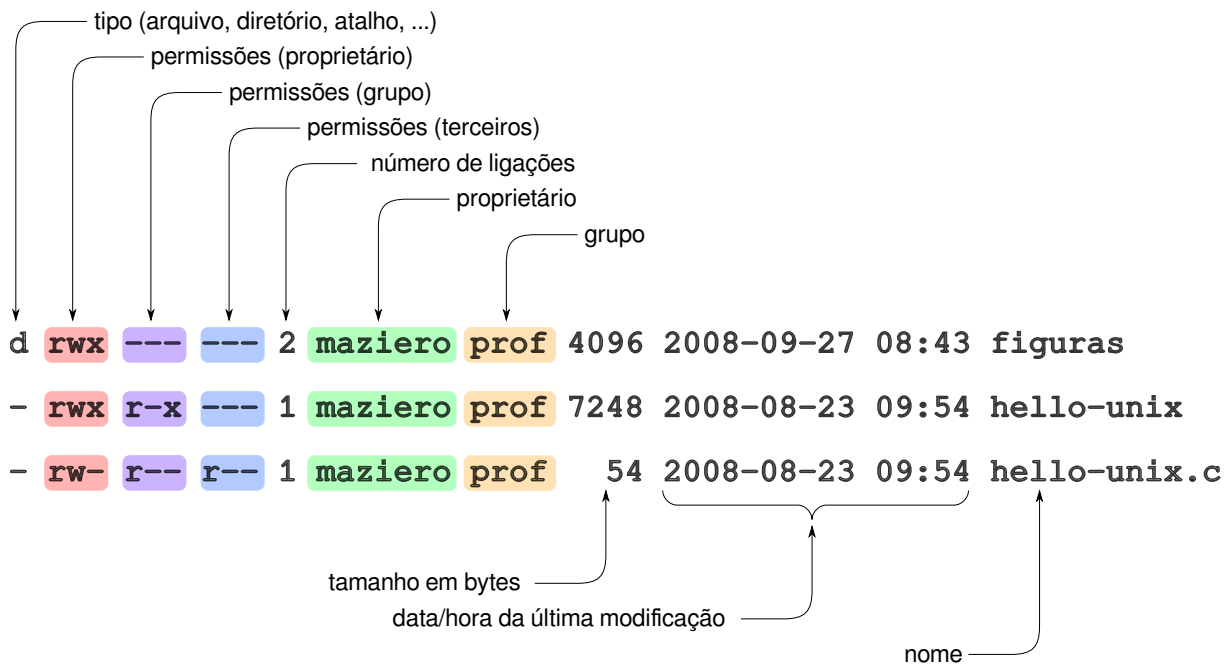 tipo (arquivo, diretório, atalho, ...)
permissões (proprietário)
permissões (grupo)
permissões (terceiros)
número de ligações
proprietário
grupo
d rwx --- --- 2 maziero prof 4096 2008-09-27 08:43 figuras
- rwx r-x --- 1 maziero prof 7248 2008-08-23 09:54 hello-unix
- rw- r-- r-- 1 maziero prof 54 2008-08-23 09:54 hello-unix.c
tamanho em bytes
data/hora da última modificação
nome